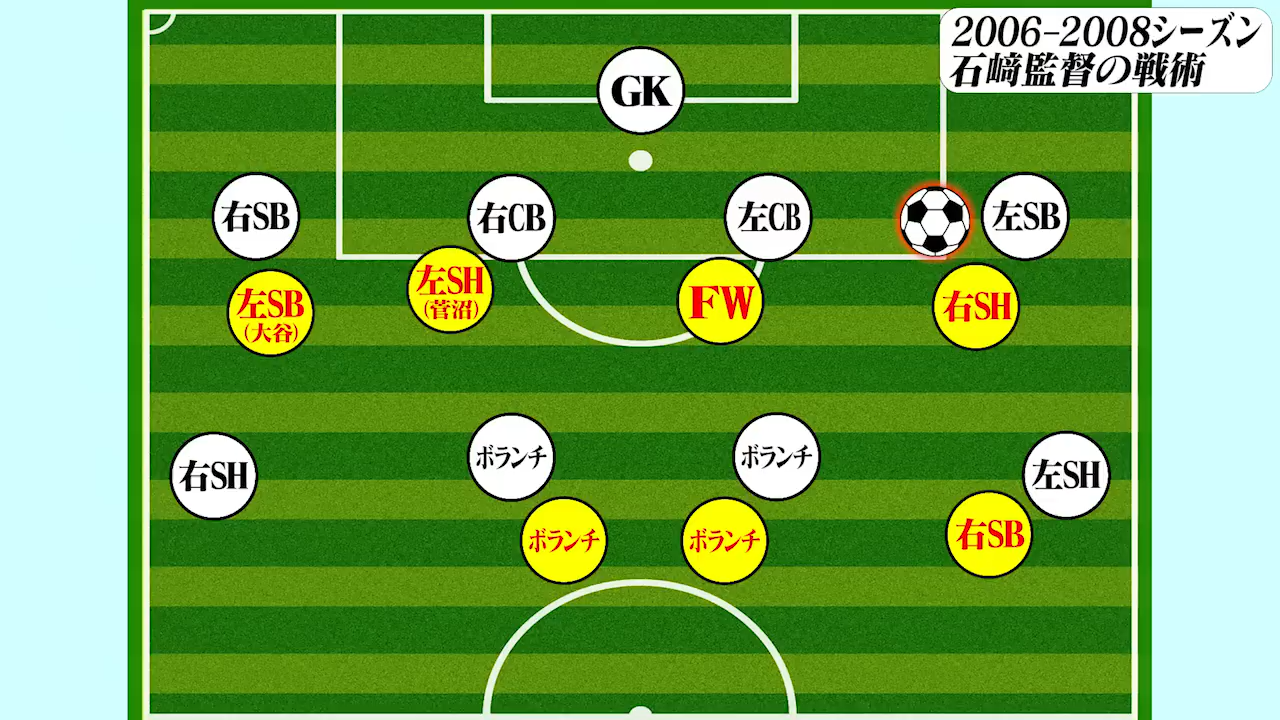 2006-2008シーズン
石﨑監督の戦術
GK
右SB
右CB
左CB
左SB
左SB
(大谷)
左SH
(菅沼)
FW
右SH
右SH
ボランチ
ボランチ
左SH
ボランチ
ボランチ
右SB